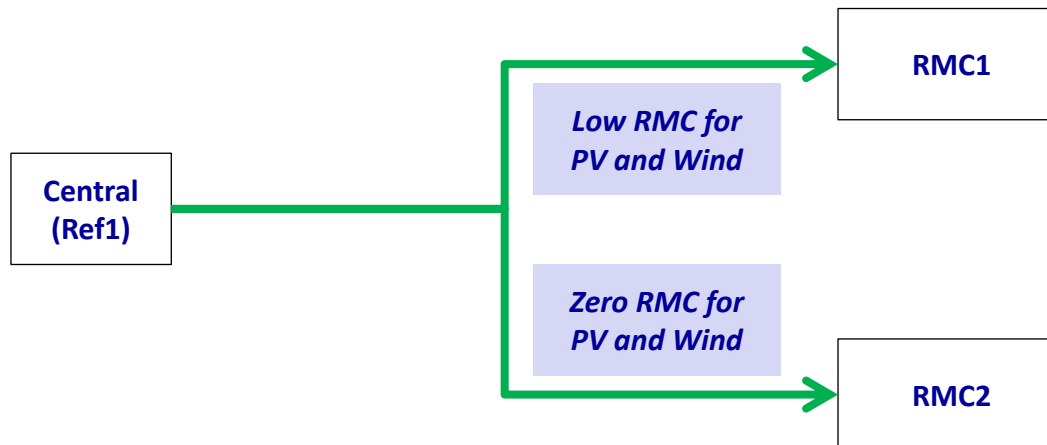 RMC1
Low RMC for
PV and Wind
Central
(Ref1)
Zero RMC for
PV and Wind
RMC2